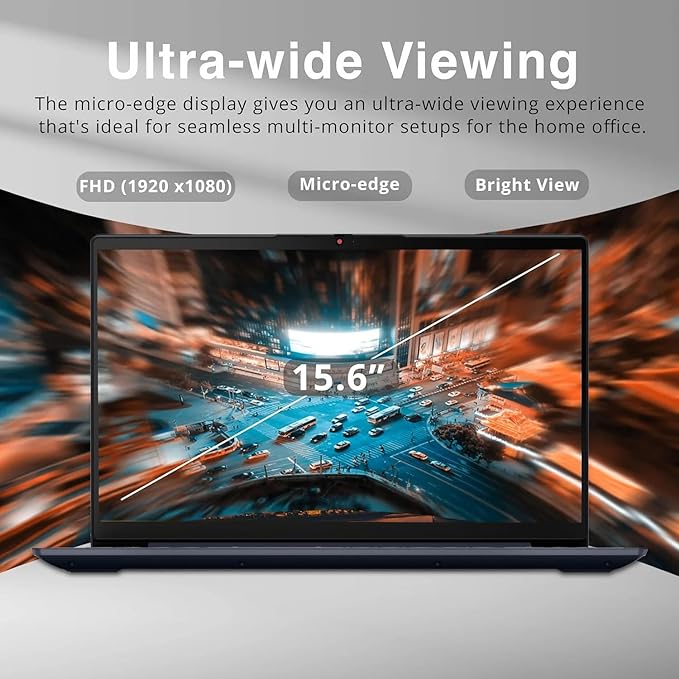 Ultra-wide Viewing
The micro-edge display gives you an ultra-wide viewing experience
that's ideal for seamless multi-monitor setups for the home office.
FHD (1920 x1080)
Micro-edge
Bright View
15.6”